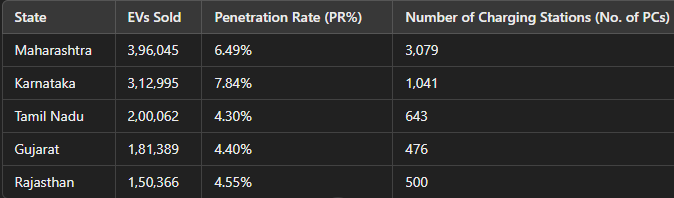 State EVs Sold Penetration Rate (PR%) Number of Charging Stations (No. of PCs)
Maharashtra 3,96,045 6.49% 3,079
Karnataka 3,12,995 7.84% 1,041
Tamil Nadu 2,00,062 4.30% 643
Gujarat 1,81,389 4.40% 476
Rajasthan 1,50,366 4.55% 500